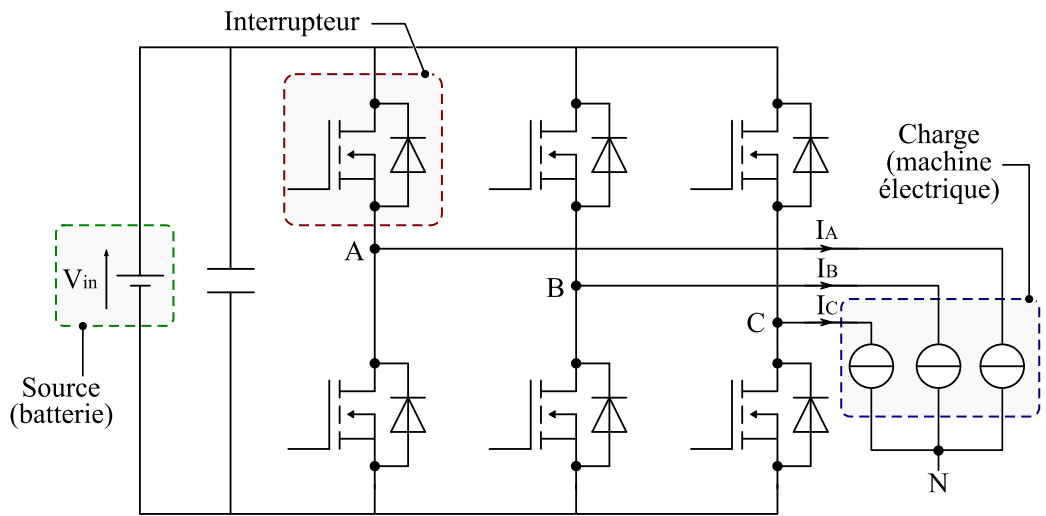 Interrupteur
Charge
(machine
électrique)
A
IA
Vin
B
IB
C
IC
Source
(batterie)
N